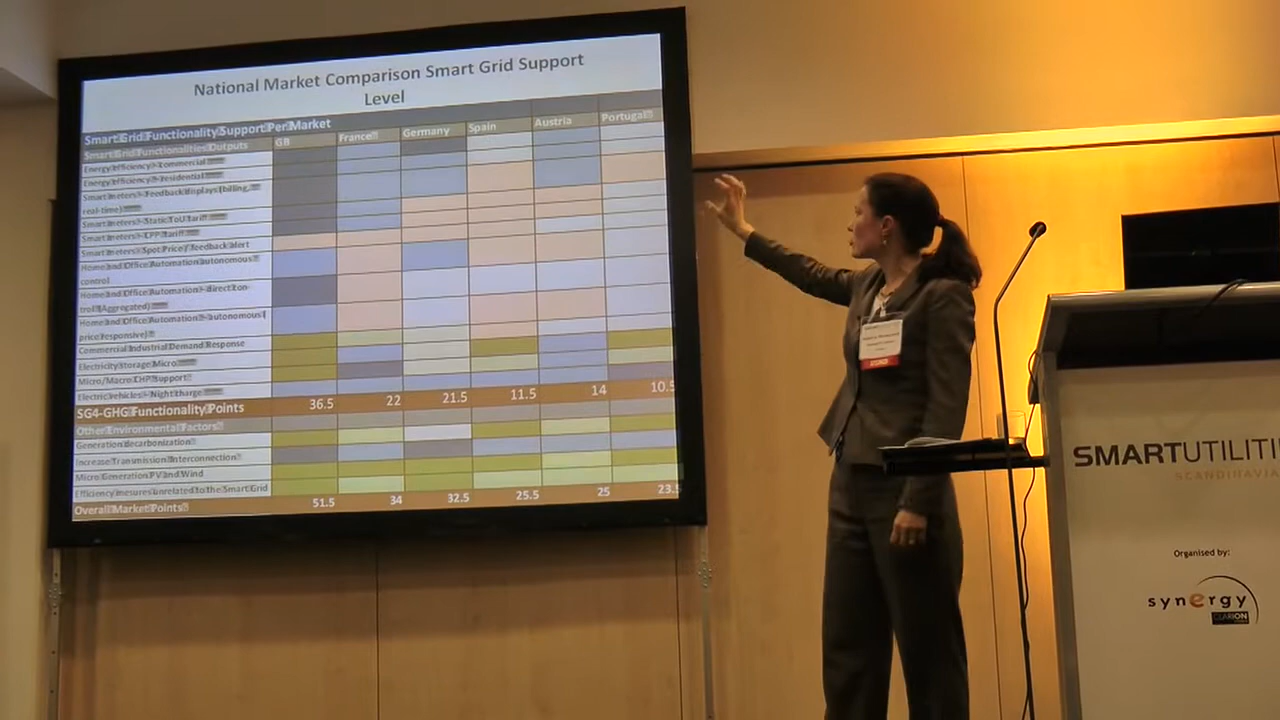 National Market Comparison Smart Grid Support
Level
Smart Grid Functionality Support Per Market
GB France Germany Spain Austria Portugal
Smart Grid Functionalities Outputs
Energy Efficiency - Commercial
Energy Efficiency - Residential
Smart meters - Feedback displays (billing,
real-time)
Smart meters - Static ToU tariff
Smart meters - CPP tariff
Smart meters Spot Price / feedback alert
Home and Office Automation autonomous
control
Home and Office Automation - direct con-
trol (Aggregated)
Home and Office Automation - autonomous (
price responsive)
Commercial Industrial Demand Response
Electricity Storage Micro
Micro/Macro CHP Support
Electric vehicles - Night charge
SG4-GHG Functionality Points 36.5 22 21.5 11.5 14 10.5
Other Environmental Factors
Generation decarbonization
Increase Transmission Interconnection
Micro Generation PV and Wind
Efficiency mesures unrelated to the Smart Grid
Overall Market Points 51.5 34 32.5 25.5 25 23.5
SMARTUTILITI
SCANDINAVIA
Organised by:
synergy
CLARION